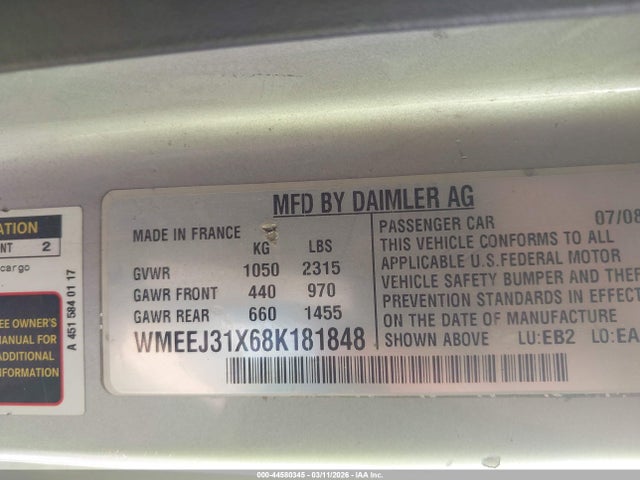 ATION
NT 2
cargo
EE OWNER'S
MANUAL FOR
ADDITIONAL
INFORMATION
A 451 584 01 17
MFD BY DAIMLER AG
MADE IN FRANCE
KG LBS
GVWR 1050 2315
GAWR FRONT 440 970
GAWR REAR 660 1455
WMEEJ31X68K181848
PASSENGER CAR 07/08
THIS VEHICLE CONFORMS TO ALL
APPLICABLE U.S.FEDERAL MOTOR
VEHICLE SAFETY BUMPER AND THEF
PREVENTION STANDARDS IN EFFECT
ON THE DATE OF MANUFACTURE
SHOWN ABOVE LU:EB2 LO:EA
000-44580345 - 03/11/2026 - IAA Inc.